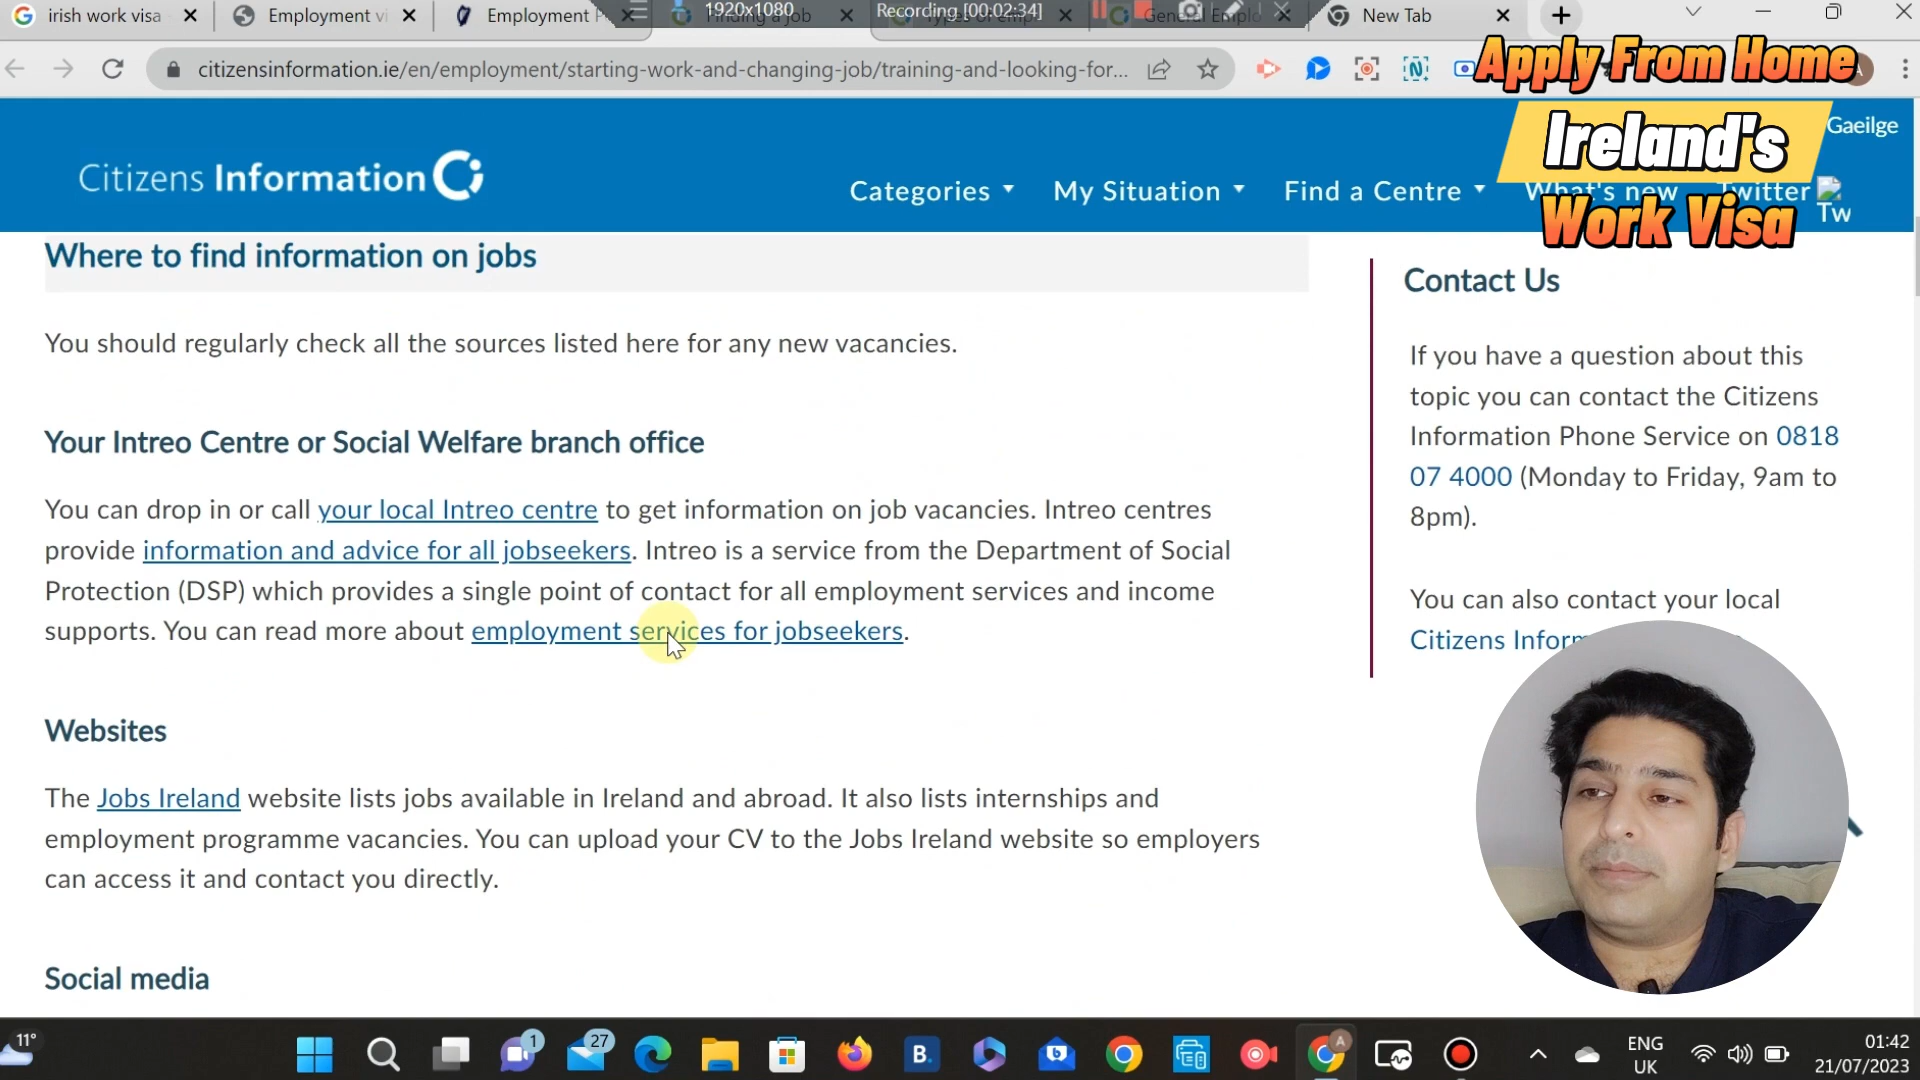 irish work visa
Employment vi
Employment P
1920x1080
Finding a job
Recording [00:02:34]
Types of emp
General Emplo
New Tab
citizensinformation.ie/en/employment/starting-work-and-changing-job/training-and-looking-for...
Apply From Home
Ireland's
Work Visa
Gaeilge
Citizens Information
Categories
My Situation
Find a Centre
What's new
Twitter
Tw
Where to find information on jobs
You should regularly check all the sources listed here for any new vacancies.
Your Intreo Centre or Social Welfare branch office
You can drop in or call your local Intreo centre to get information on job vacancies. Intreo centres
provide information and advice for all jobseekers. Intreo is a service from the Department of Social
Protection (DSP) which provides a single point of contact for all employment services and income
supports. You can read more about employment services for jobseekers.
Websites
The Jobs Ireland website lists jobs available in Ireland and abroad. It also lists internships and
employment programme vacancies. You can upload your CV to the Jobs Ireland website so employers
can access it and contact you directly.
Social media
Contact Us
If you have a question about this
topic you can contact the Citizens
Information Phone Service on 0818
07 4000 (Monday to Friday, 9am to
8pm).
You can also contact your local
Citizens Inform
11°
1
27
B.
A
ENG
UK
01:42
21/07/2023